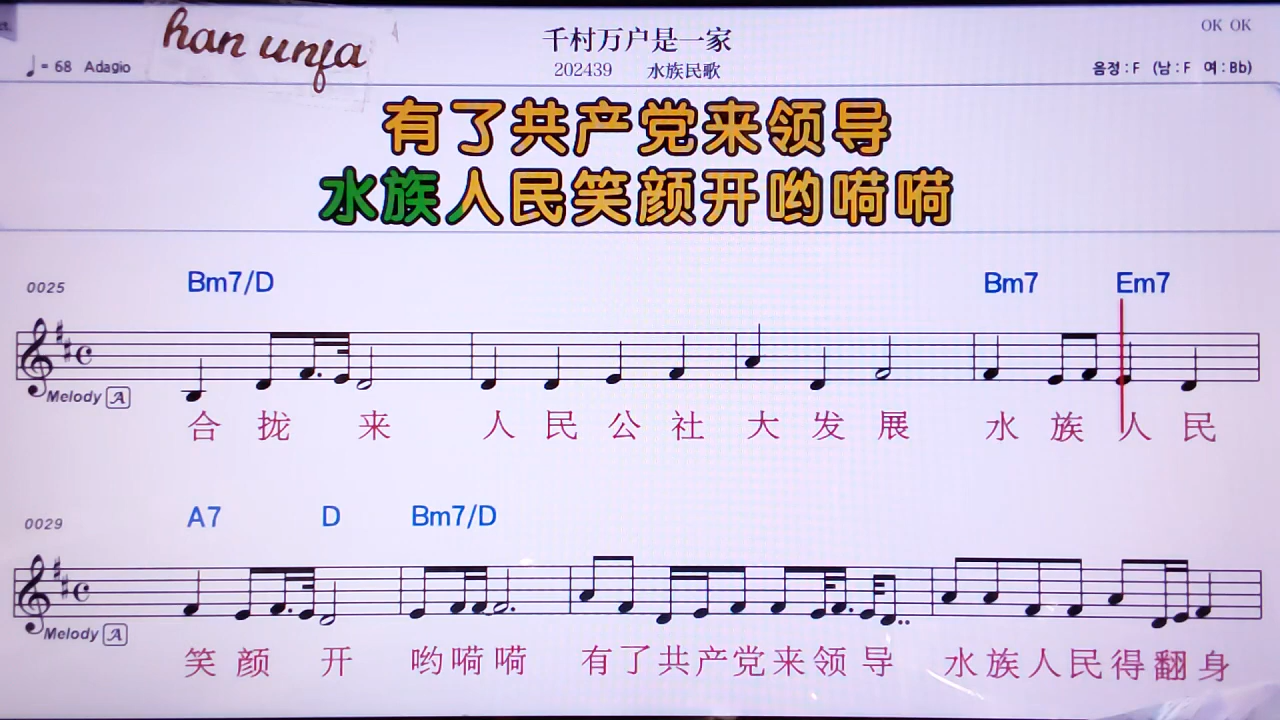 han unfa
千村万户是一家
OK OK
♩= 68 Adagio
202439 水族民歌
음정 : F (남 : F 여 : Bb)
有了共产党来领导
水族人民笑颜开哟嗬嗬
0025 Bm7/D Bm7 Em7
Melody A
合拢来 人民公社大发展 水族人民
0029 A7 D Bm7/D
Melody A
笑颜开 哟嗬嗬 有了共产党来领导 水族人民得翻身